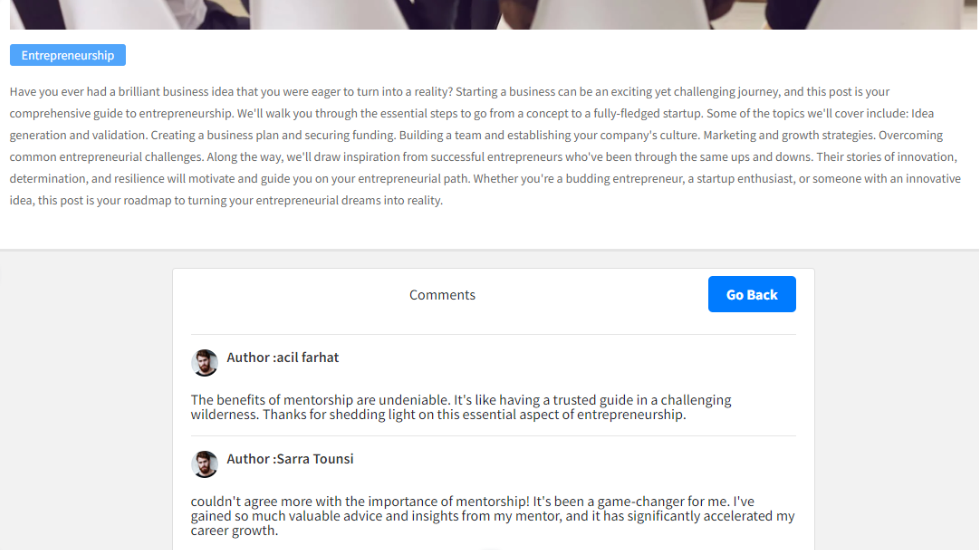 Entrepreneurship
Have you ever had a brilliant business idea that you were eager to turn into a reality? Starting a business can be an exciting yet challenging journey, and this post is your
comprehensive guide to entrepreneurship. We'll walk you through the essential steps to go from a concept to a fully-fledged startup. Some of the topics we'll cover include: Idea
generation and validation. Creating a business plan and securing funding. Building a team and establishing your company's culture. Marketing and growth strategies. Overcoming
common entrepreneurial challenges. Along the way, we'll draw inspiration from successful entrepreneurs who've been through the same ups and downs. Their stories of innovation,
determination, and resilience will motivate and guide you on your entrepreneurial path. Whether you're a budding entrepreneur, a startup enthusiast, or someone with an innovative
idea, this post is your roadmap to turning your entrepreneurial dreams into reality.
Comments
Go Back
Author :acil farhat
The benefits of mentorship are undeniable. It's like having a trusted guide in a challenging
wilderness. Thanks for shedding light on this essential aspect of entrepreneurship.
Author :Sarra Tounsi
couldn't agree more with the importance of mentorship! It's been a game-changer for me. I've
gained so much valuable advice and insights from my mentor, and it has significantly accelerated my
career growth.